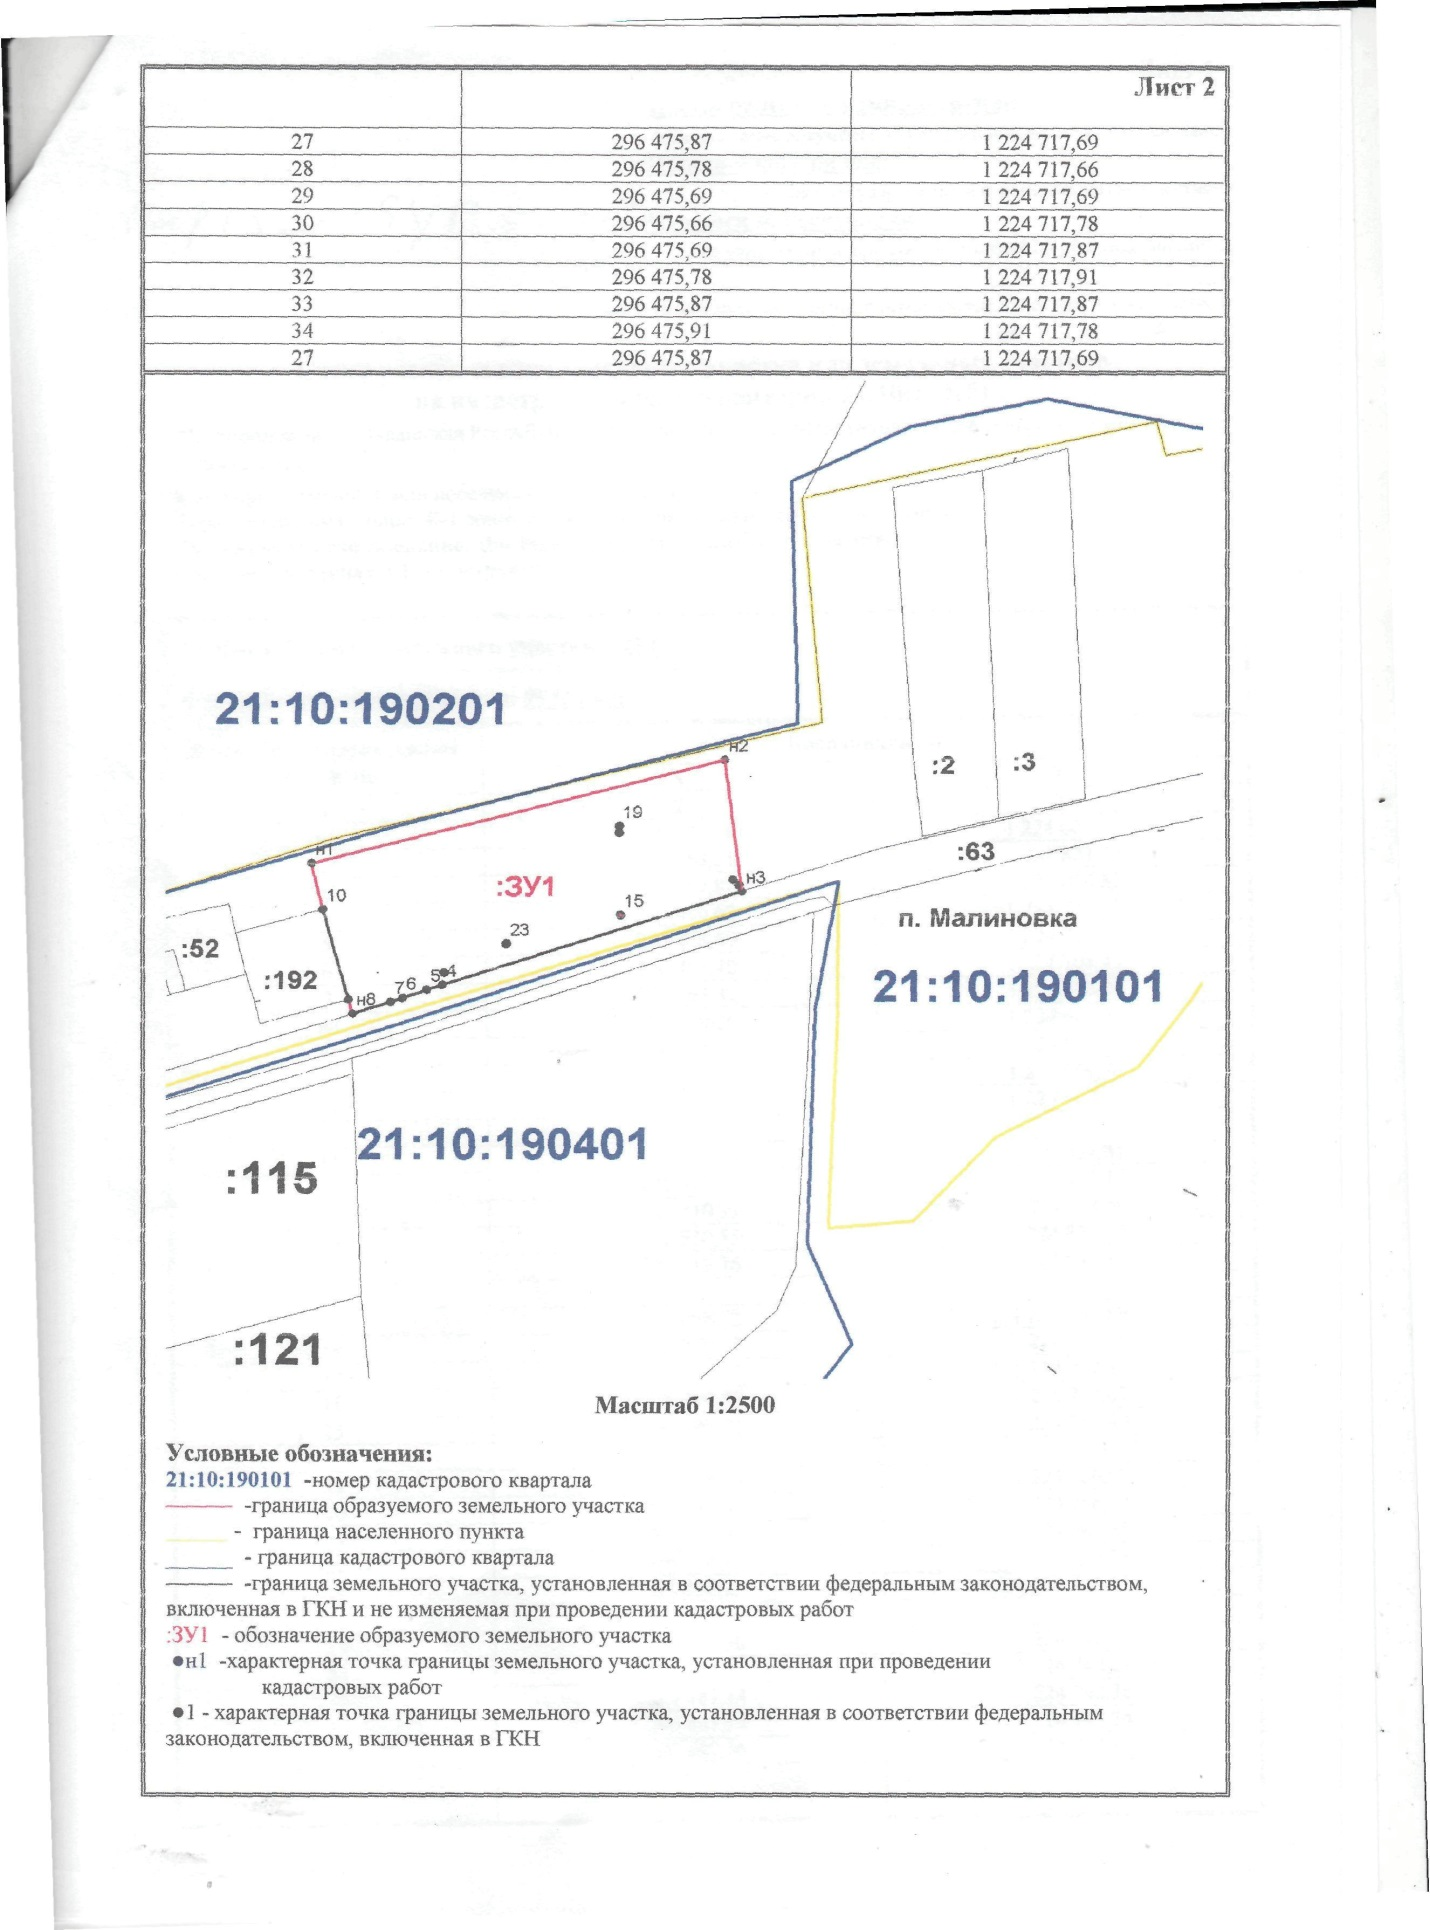 Лист 2
27 296 475,87 1 224 717,69
28 296 475,78 1 224 717,66
29 296 475,69 1 224 717,69
30 296 475,66 1 224 717,78
31 296 475,69 1 224 717,87
32 296 475,78 1 224 717,91
33 296 475,87 1 224 717,87
34 296 475,91 1 224 717,78
27 296 475,87 1 224 717,69
21:10:190201
н2
:2
:3
19
н1
:63
:ЗУ1
н3
10
15
п. Малиновка
23
:52
:192
5
4
7
6
н8
21:10:190101
21:10:190401
:115
:121
Масштаб 1:2500
Условные обозначения:
21:10:190101 -номер кадастрового квартала
-граница образуемого земельного участка
- граница населенного пункта
- граница кадастрового квартала
-граница земельного участка, установленная в соответствии федеральным законодательством,
включенная в ГКН и не изменяемая при проведении кадастровых работ
:ЗУ1 - обозначение образуемого земельного участка
●н1 -характерная точка границы земельного участка, установленная при проведении
кадастровых работ
●1 - характерная точка границы земельного участка, установленная в соответствии федеральным
законодательством, включенная в ГКН